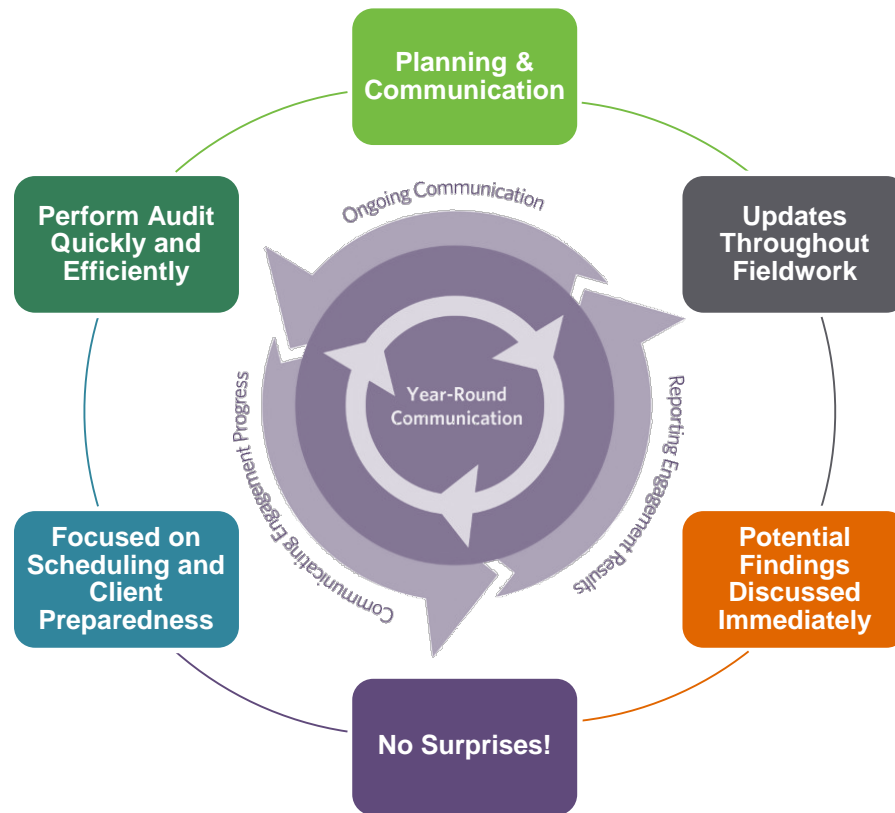 Planning &
Communication
Ongoing Communication
Perform Audit
Quickly and
Efficiently
Updates
Throughout
Fieldwork
Year-Round
Communication
Communicating Engagement Progress
Reporting Engagement Results
Focused on
Scheduling and
Client
Preparedness
Potential
Findings
Discussed
Immediately
No Surprises!